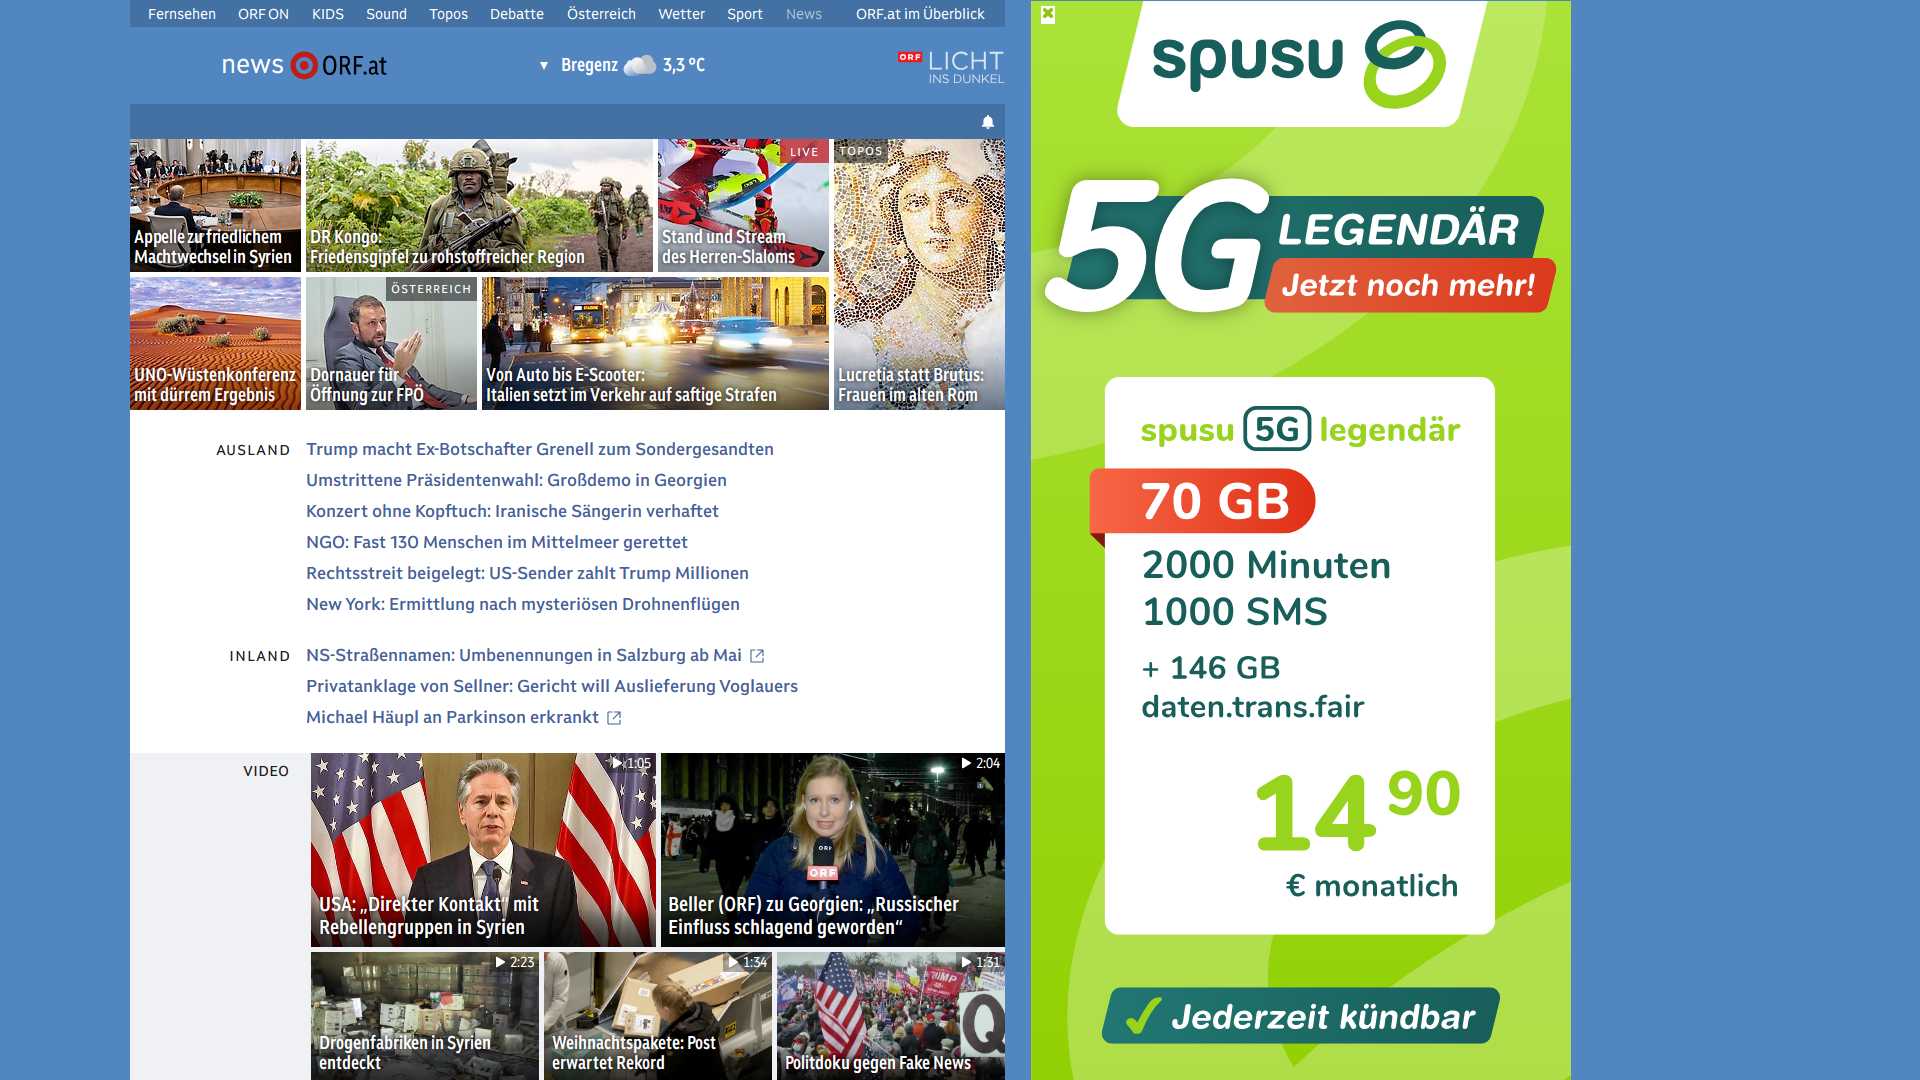 Fernsehen ORF ON KIDS Sound Topos Debatte Österreich Wetter Sport News ORF.at im Überblick
news ORF.at
▼ Bregenz 3,3 °C
ORF LICHT
INS DUNKEL
Appelle zu friedlichem
Machtwechsel in Syrien
DR Kongo:
Friedensgipfel zu rohstoffreicher Region
LIVE
Stand und Stream
des Herren-Slaloms
TOPOS
Lucretia statt Brutus:
Frauen im alten Rom
UNO-Wüstenkonferenz
mit dürrem Ergebnis
ÖSTERREICH
Dornauer für
Öffnung zur FPÖ
Von Auto bis E-Scooter:
Italien setzt im Verkehr auf saftige Strafen
AUSLAND
Trump macht Ex-Botschafter Grenell zum Sondergesandten
Umstrittene Präsidentenwahl: Großdemo in Georgien
Konzert ohne Kopftuch: Iranische Sängerin verhaftet
NGO: Fast 130 Menschen im Mittelmeer gerettet
Rechtsstreit beigelegt: US-Sender zahlt Trump Millionen
New York: Ermittlung nach mysteriösen Drohnenflügen
INLAND
NS-Straßennamen: Umbenennungen in Salzburg ab Mai
Privatanklage von Sellner: Gericht will Auslieferung Voglauers
Michael Häupl an Parkinson erkrankt
VIDEO
1:05
USA: „Direkter Kontakt“ mit
Rebellengruppen in Syrien
2:04
ORF
ORF
Beller (ORF) zu Georgien: „Russischer
Einfluss schlagend geworden“
2:23
Drogenfabriken in Syrien
entdeckt
1:34
Weihnachtspakete: Post
erwartet Rekord
1:31
TRUMP
Q
Politdoku gegen Fake News
spusu
5G LEGENDÄR
Jetzt noch mehr!
spusu 5G legendär
70 GB
2000 Minuten
1000 SMS
+ 146 GB
daten.trans.fair
14 90
€ monatlich
Jederzeit kündbar